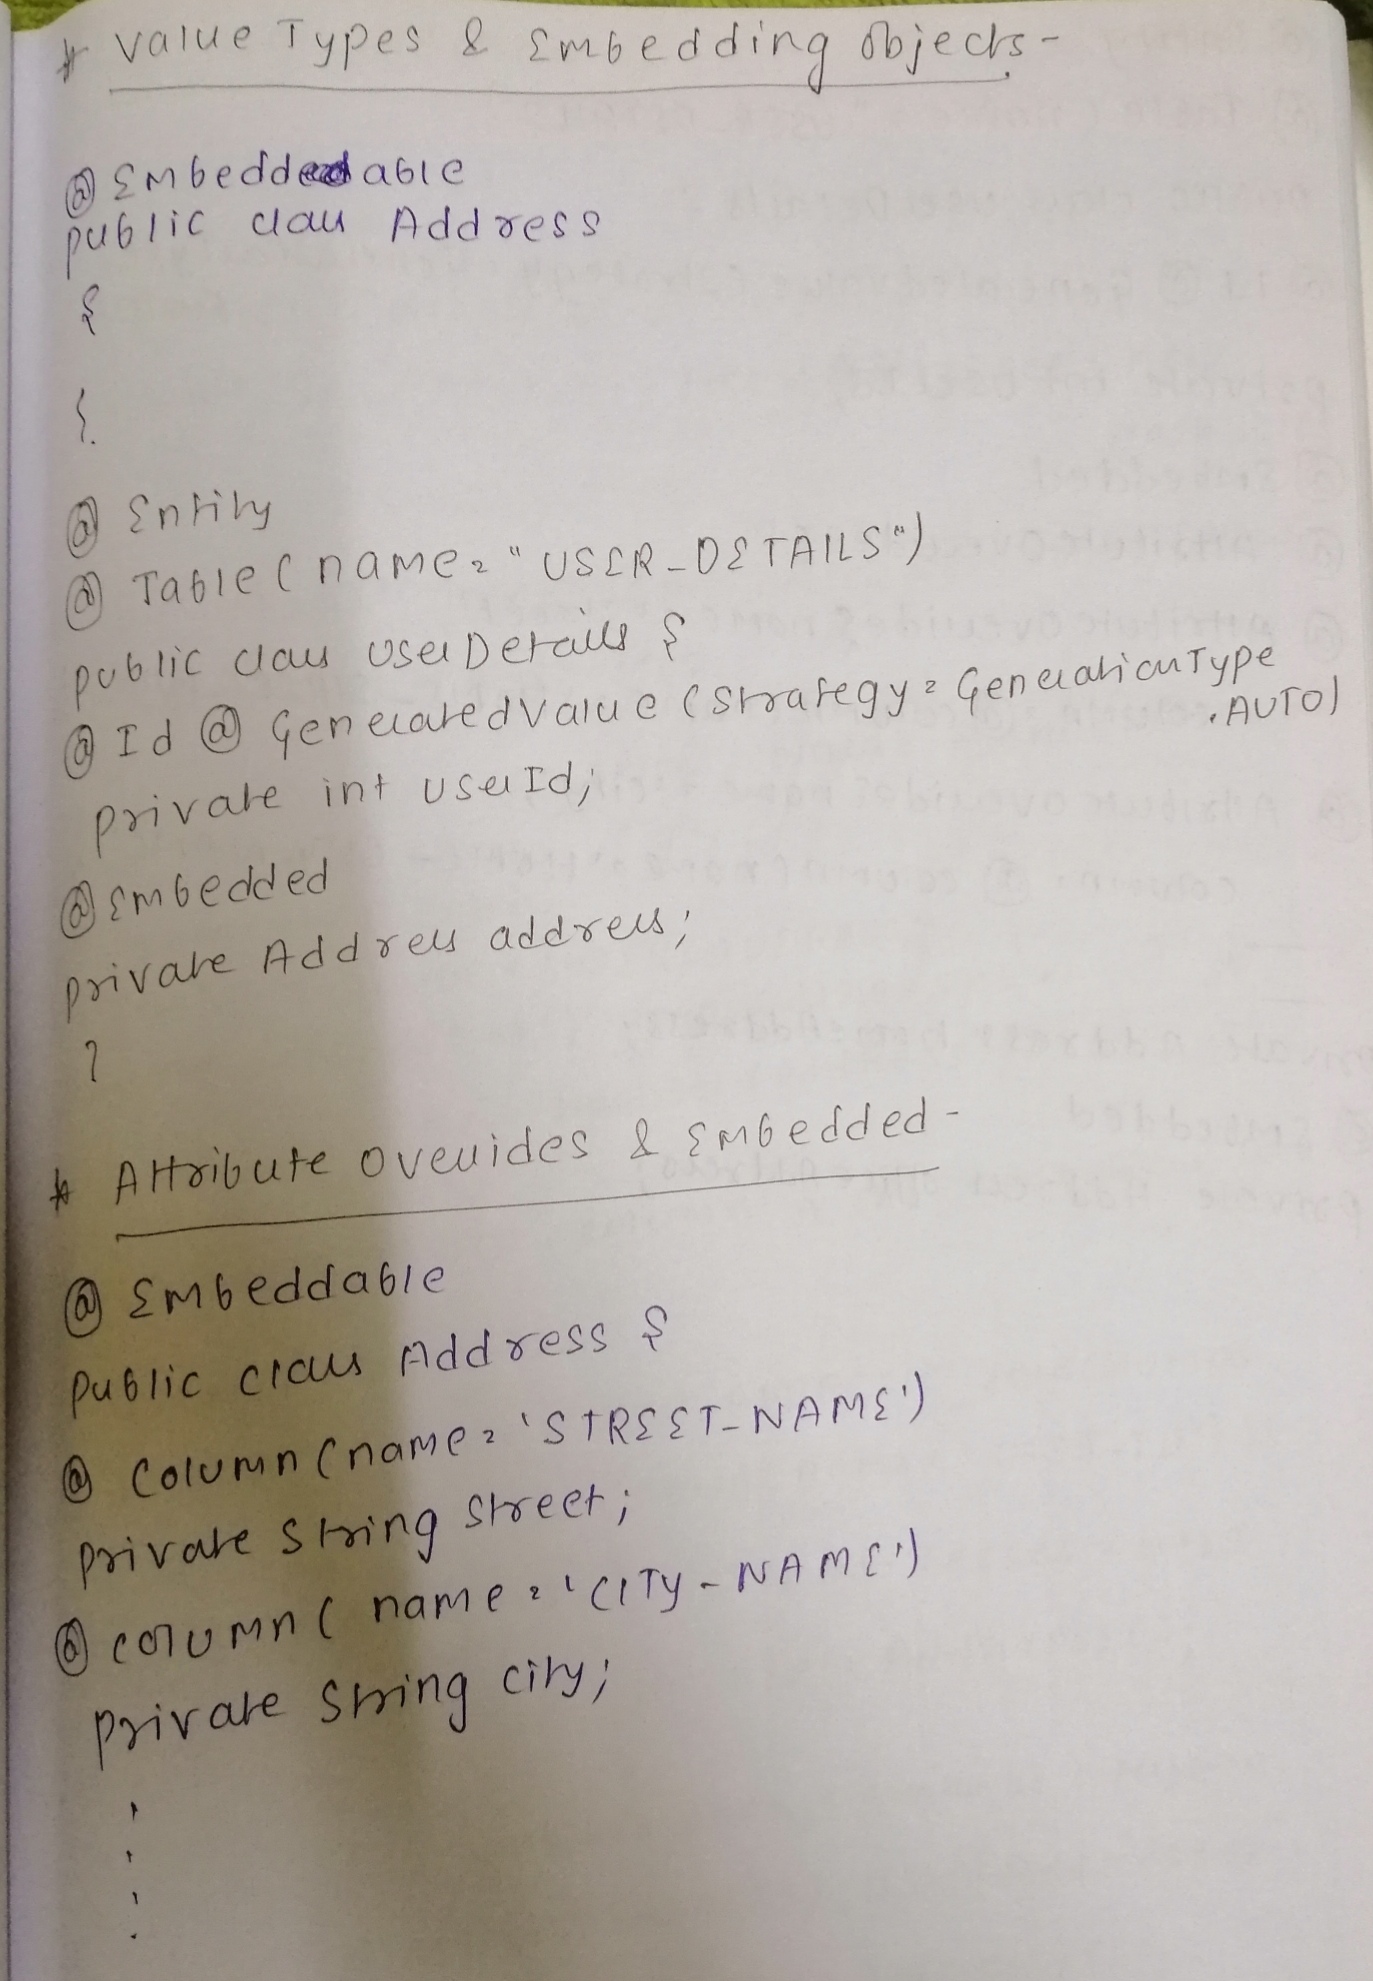 * Value Types & Embedding Objects-
@ Embeddable
public class Address
{
}
@ Entity
@ Table (name="USER_DETAILS")
public class UserDetails {
@ Id @ GeneratedValue (Strategy = GenerationType
.AUTO)
private int userId;
@ Embedded
private Address address;
}
* Attribute Overrides & Embedded-
@ Embeddable
Public class Address {
@ Column (name='STREET_NAME')
private String Street;
@ column ( name='CITY-NAME')
private String city;